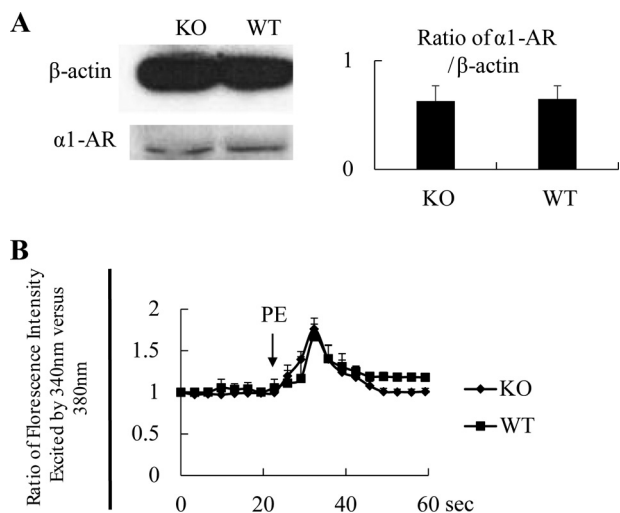 A
KO WT
β-actin
α1-AR
Ratio of α1-AR
/β-actin
1
0
KO WT
B
Ratio of Florescence Intensity
Excited by 340nm versus
380nm
2
1.5
1
0.5
0
PE
KO
WT
0 20 40 60 sec